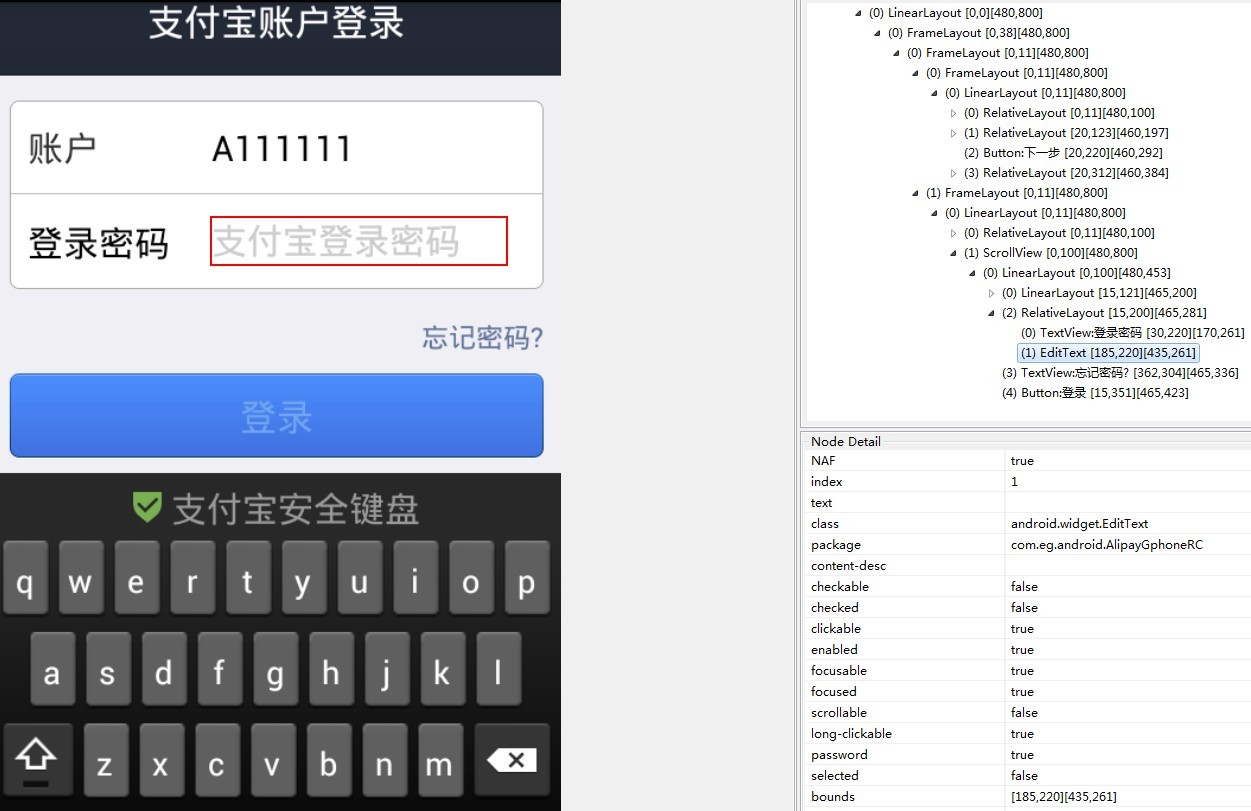 支付宝账户登录
账户 A111111
登录密码 支付宝登录密码
忘记密码?
登录
支付宝安全键盘
q w e r t y u i o p
a s d f g h j k l
z x c v b n m
(0) LinearLayout [0,0][480,800]
(0) FrameLayout [0,38][480,800]
(0) FrameLayout [0,11][480,800]
(0) FrameLayout [0,11][480,800]
(0) LinearLayout [0,11][480,800]
(0) RelativeLayout [0,11][480,100]
(1) RelativeLayout [20,123][460,197]
(2) Button:下一步 [20,220][460,292]
(3) RelativeLayout [20,312][460,384]
(1) FrameLayout [0,11][480,800]
(0) LinearLayout [0,11][480,800]
(0) RelativeLayout [0,11][480,100]
(1) ScrollView [0,100][480,800]
(0) LinearLayout [0,100][480,453]
(0) LinearLayout [15,121][465,200]
(2) RelativeLayout [15,200][465,281]
(0) TextView:登录密码 [30,220][170,261]
(1) EditText [185,220][435,261]
(3) TextView:忘记密码? [362,304][465,336]
(4) Button:登录 [15,351][465,423]
Node Detail
NAF true
index 1
text
class android.widget.EditText
package com.eg.android.AlipayGphoneRC
content-desc
checkable false
checked false
clickable true
enabled true
focusable true
focused true
scrollable false
long-clickable true
password true
selected false
bounds [185,220][435,261]